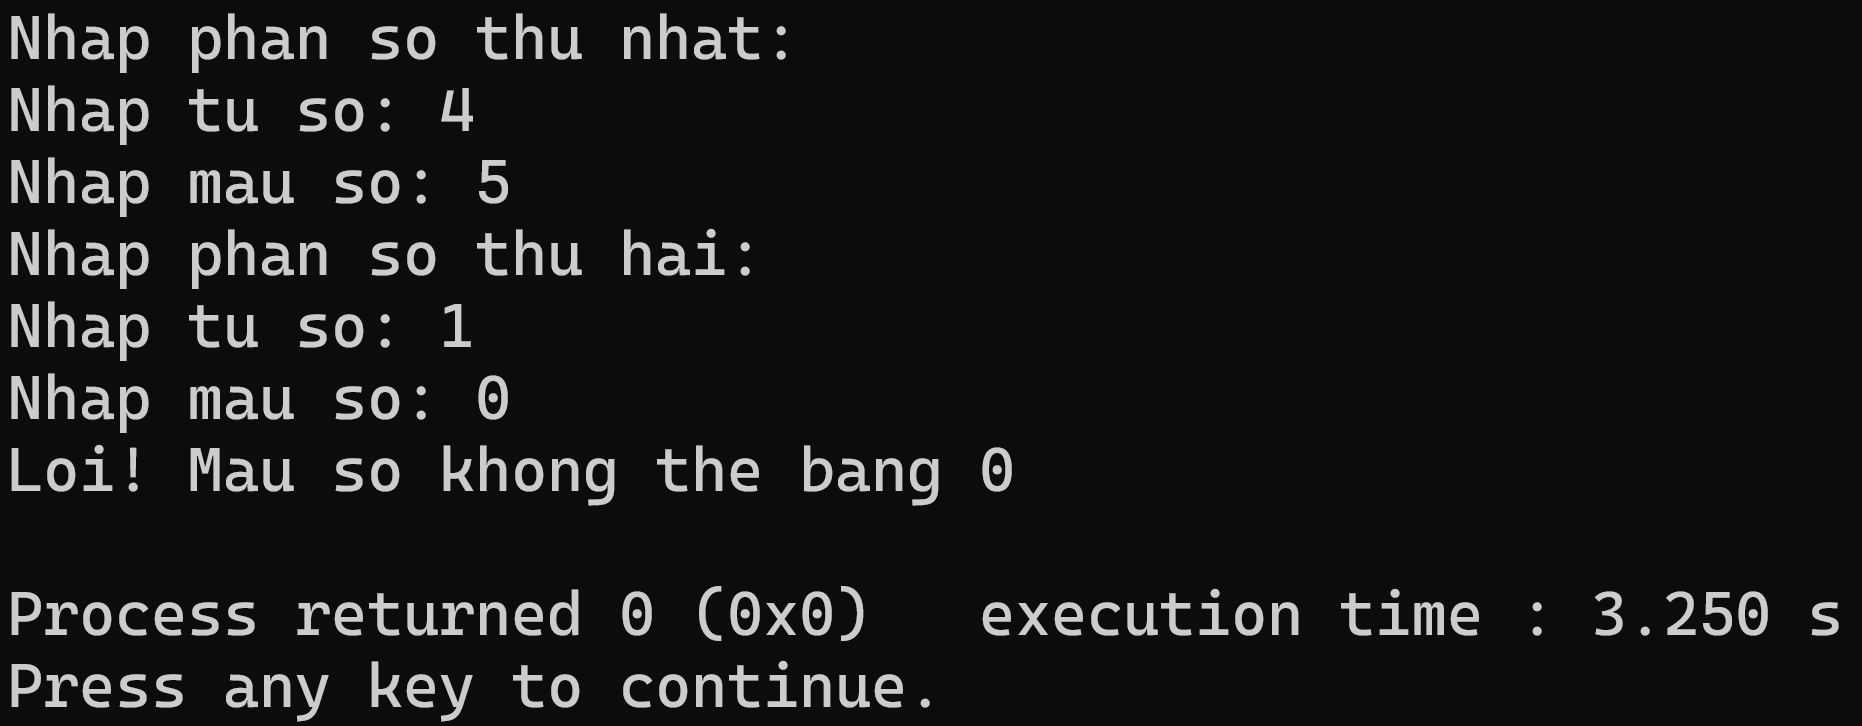 Nhap phan so thu nhat:
Nhap tu so: 4
Nhap mau so: 5
Nhap phan so thu hai:
Nhap tu so: 1
Nhap mau so: 0
Loi! Mau so khong the bang 0

Process returned 0 (0x0)   execution time : 3.250 s
Press any key to continue.